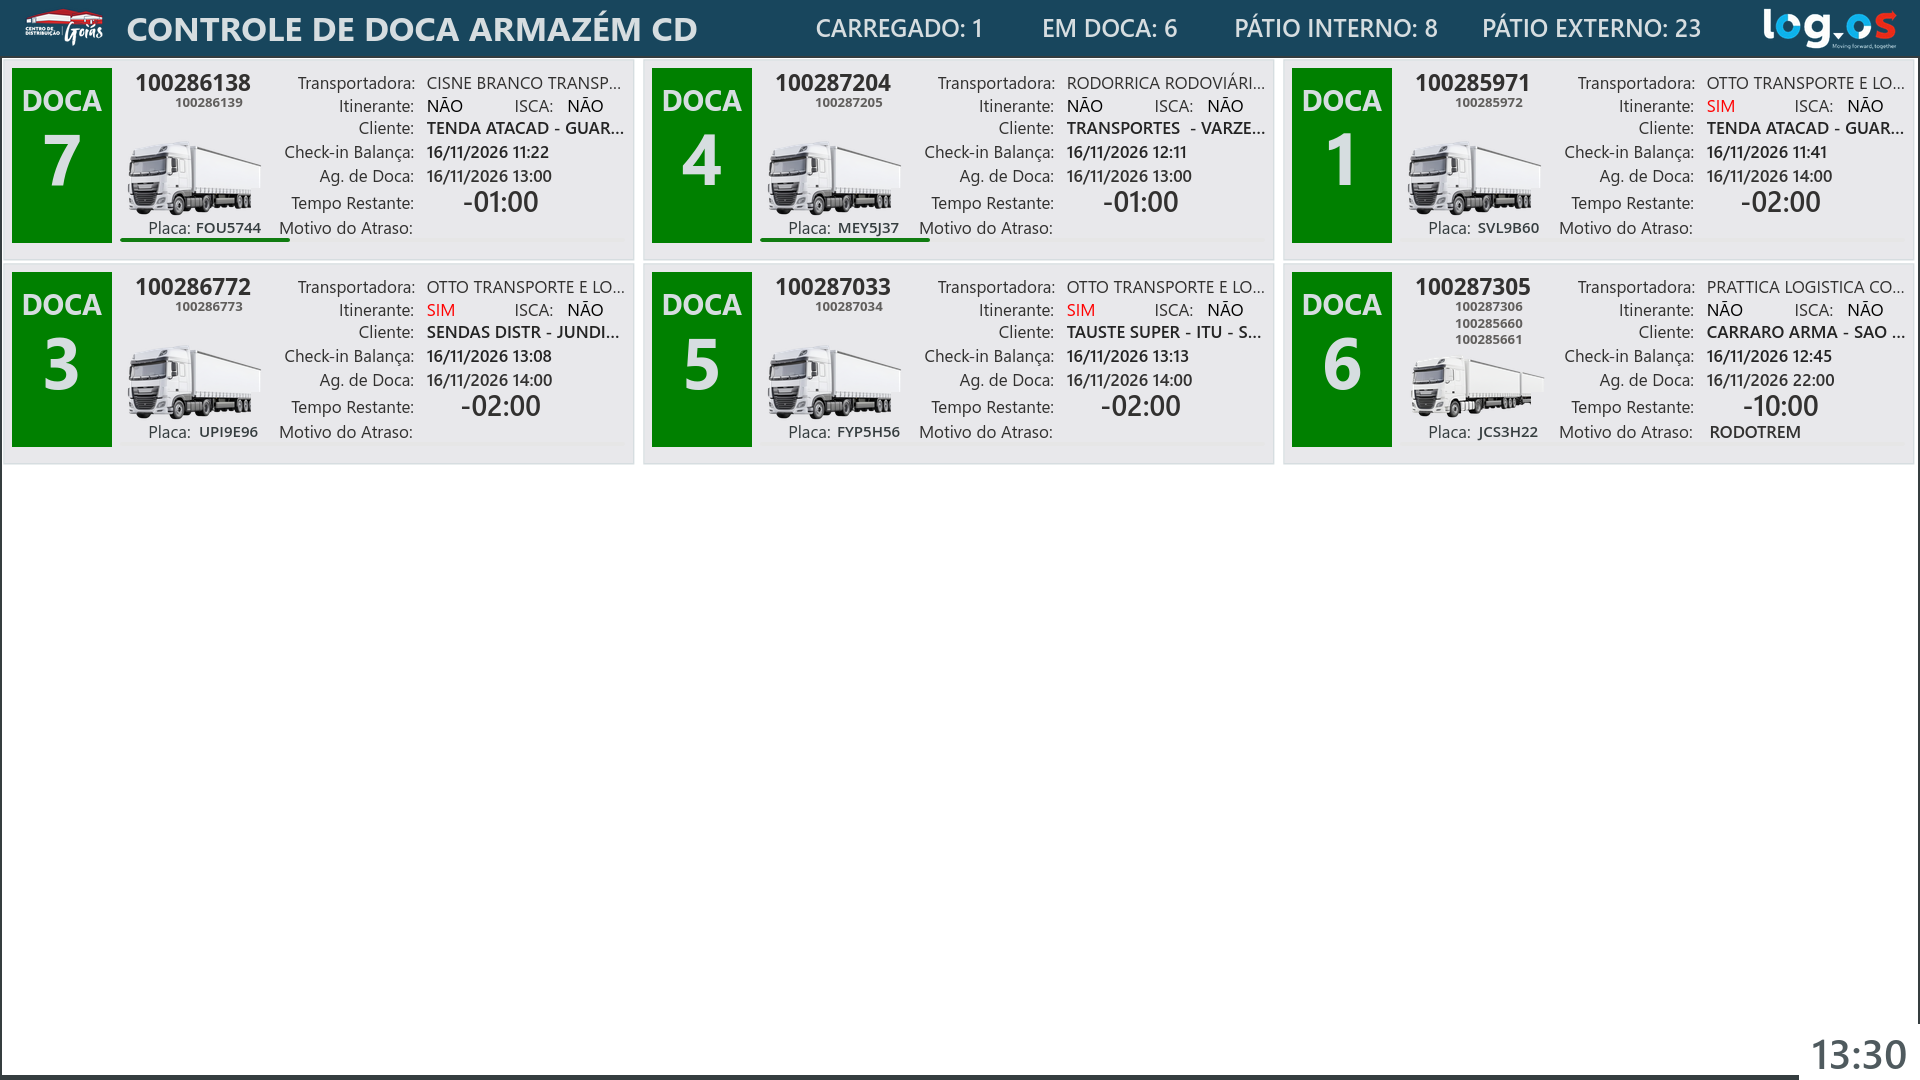 CENTRO DE DISTRIBUIÇÃO Goiás
CONTROLE DE DOCA ARMAZÉM CD
CARREGADO: 1
EM DOCA: 6
PÁTIO INTERNO: 8
PÁTIO EXTERNO: 23
log.os
Moving forward, together
DOCA
7
100286138
100286139
Placa: FOU5744
Transportadora: CISNE BRANCO TRANSP...
Itinerante: NÃO ISCA: NÃO
Cliente: TENDA ATACAD - GUAR...
Check-in Balança: 16/11/2026 11:22
Ag. de Doca: 16/11/2026 13:00
Tempo Restante: -01:00
Motivo do Atraso:
DOCA
4
100287204
100287205
Placa: MEY5J37
Transportadora: RODORRICA RODOVIÁRI...
Itinerante: NÃO ISCA: NÃO
Cliente: TRANSPORTES - VARZE...
Check-in Balança: 16/11/2026 12:11
Ag. de Doca: 16/11/2026 13:00
Tempo Restante: -01:00
Motivo do Atraso:
DOCA
1
100285971
100285972
Placa: SVL9B60
Transportadora: OTTO TRANSPORTE E LO...
Itinerante: SIM ISCA: NÃO
Cliente: TENDA ATACAD - GUAR...
Check-in Balança: 16/11/2026 11:41
Ag. de Doca: 16/11/2026 14:00
Tempo Restante: -02:00
Motivo do Atraso:
DOCA
3
100286772
100286773
Placa: UPI9E96
Transportadora: OTTO TRANSPORTE E LO...
Itinerante: SIM ISCA: NÃO
Cliente: SENDAS DISTR - JUNDI...
Check-in Balança: 16/11/2026 13:08
Ag. de Doca: 16/11/2026 14:00
Tempo Restante: -02:00
Motivo do Atraso:
DOCA
5
100287033
100287034
Placa: FYP5H56
Transportadora: OTTO TRANSPORTE E LO...
Itinerante: SIM ISCA: NÃO
Cliente: TAUSTE SUPER - ITU - S...
Check-in Balança: 16/11/2026 13:13
Ag. de Doca: 16/11/2026 14:00
Tempo Restante: -02:00
Motivo do Atraso:
DOCA
6
100287305
100287306
100285660
100285661
Placa: JCS3H22
Transportadora: PRATTICA LOGISTICA CO...
Itinerante: NÃO ISCA: NÃO
Cliente: CARRARO ARMA - SAO ...
Check-in Balança: 16/11/2026 12:45
Ag. de Doca: 16/11/2026 22:00
Tempo Restante: -10:00
Motivo do Atraso: RODOTREM
13:30